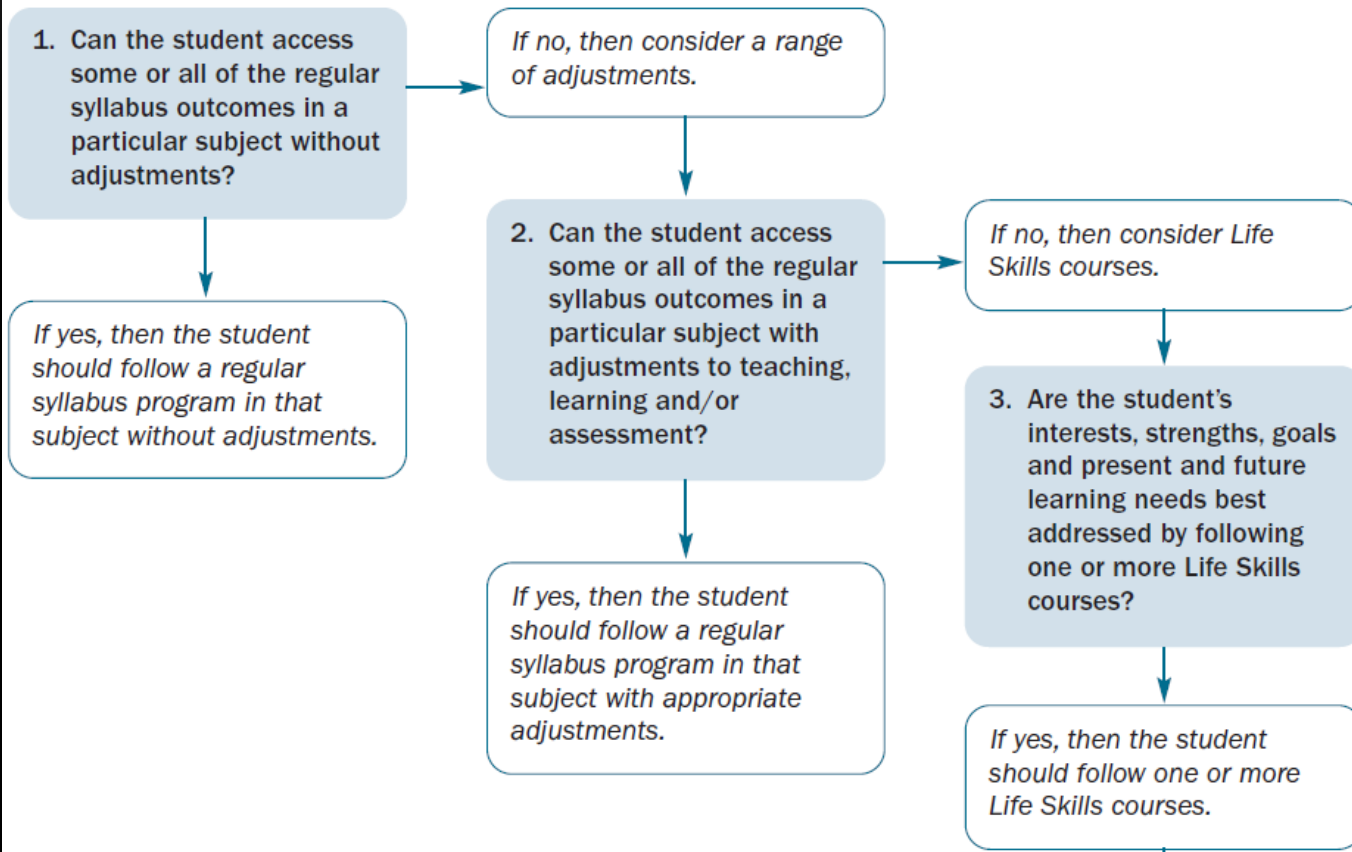 1. Can the student access
some or all of the regular
syllabus outcomes in a
particular subject without
adjustments?
If no, then consider a range
of adjustments.
If yes, then the student
should follow a regular
syllabus program in that
subject without adjustments.
2. Can the student access
some or all of the regular
syllabus outcomes in a
particular subject with
adjustments to teaching,
learning and/or
assessment?
If yes, then the student
should follow a regular
syllabus program in that
subject with appropriate
adjustments.
If no, then consider Life
Skills courses.
3. Are the student’s
interests, strengths, goals
and present and future
learning needs best
addressed by following
one or more Life Skills
courses?
If yes, then the student
should follow one or more
Life Skills courses.